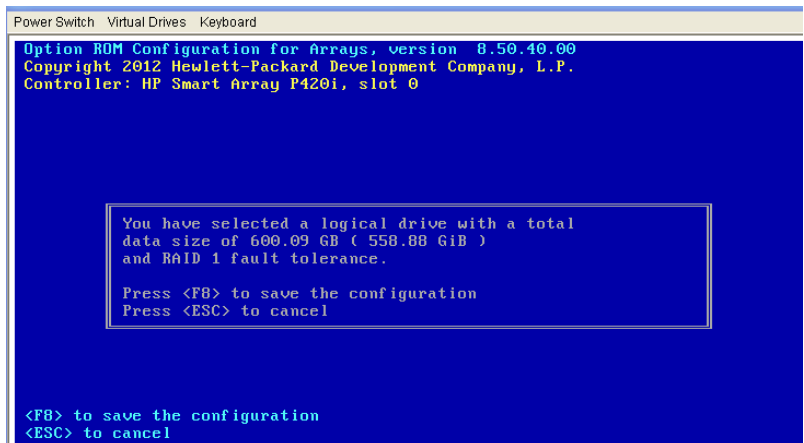 Power Switch Virtual Drives Keyboard
Option ROM Configuration for Arrays, version 8.50.40.00
Copyright 2012 Hewlett-Packard Development Company, L.P.
Controller: HP Smart Array P420i, slot 0
You have selected a logical drive with a total
data size of 600.09 GB ( 558.88 GiB )
and RAID 1 fault tolerance.
Press <F8> to save the configuration
Press <ESC> to cancel
<F8> to save the configuration
<ESC> to cancel